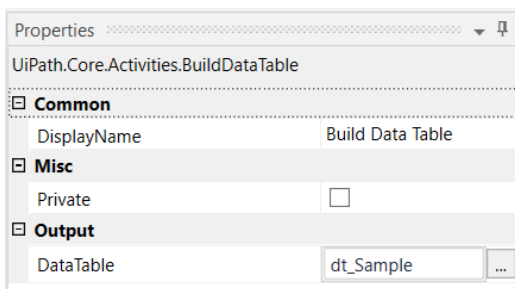 Properties
UiPath.Core.Activities.BuildDataTable
Common
DisplayName Build Data Table
Misc
Private
Output
DataTable dt_Sample ...